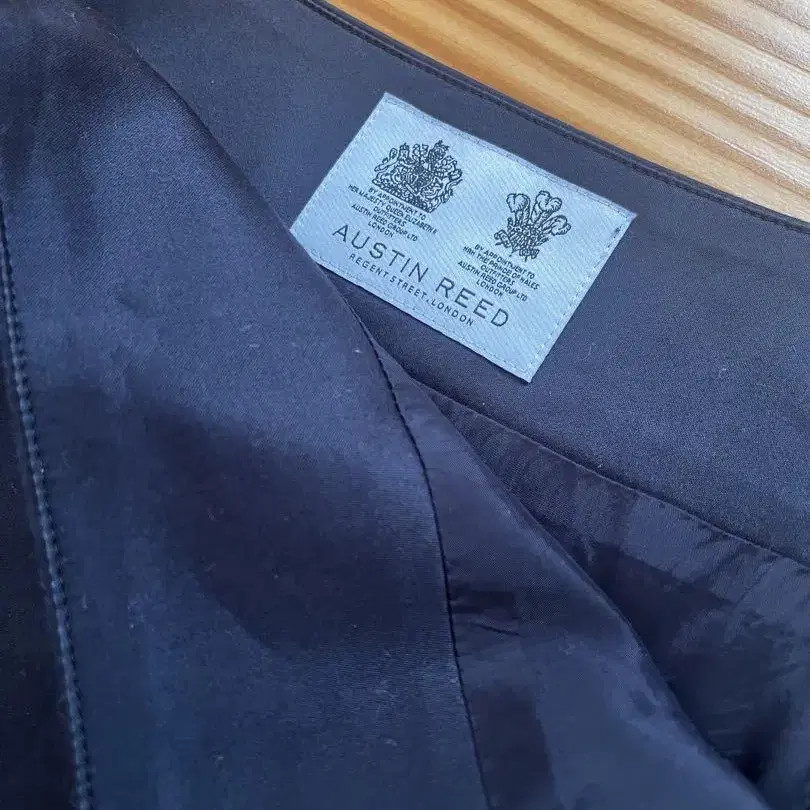 BY APPOINTMENT TO
HER MAJESTY QUEEN ELIZABETH II
OUTFITTERS
AUSTIN REED GROUP LTD
LONDON
BY APPOINTMENT TO
HRH THE PRINCE OF WALES
OUTFITTERS
AUSTIN REED GROUP LTD
LONDON
AUSTIN REED
REGENT STREET, LONDON